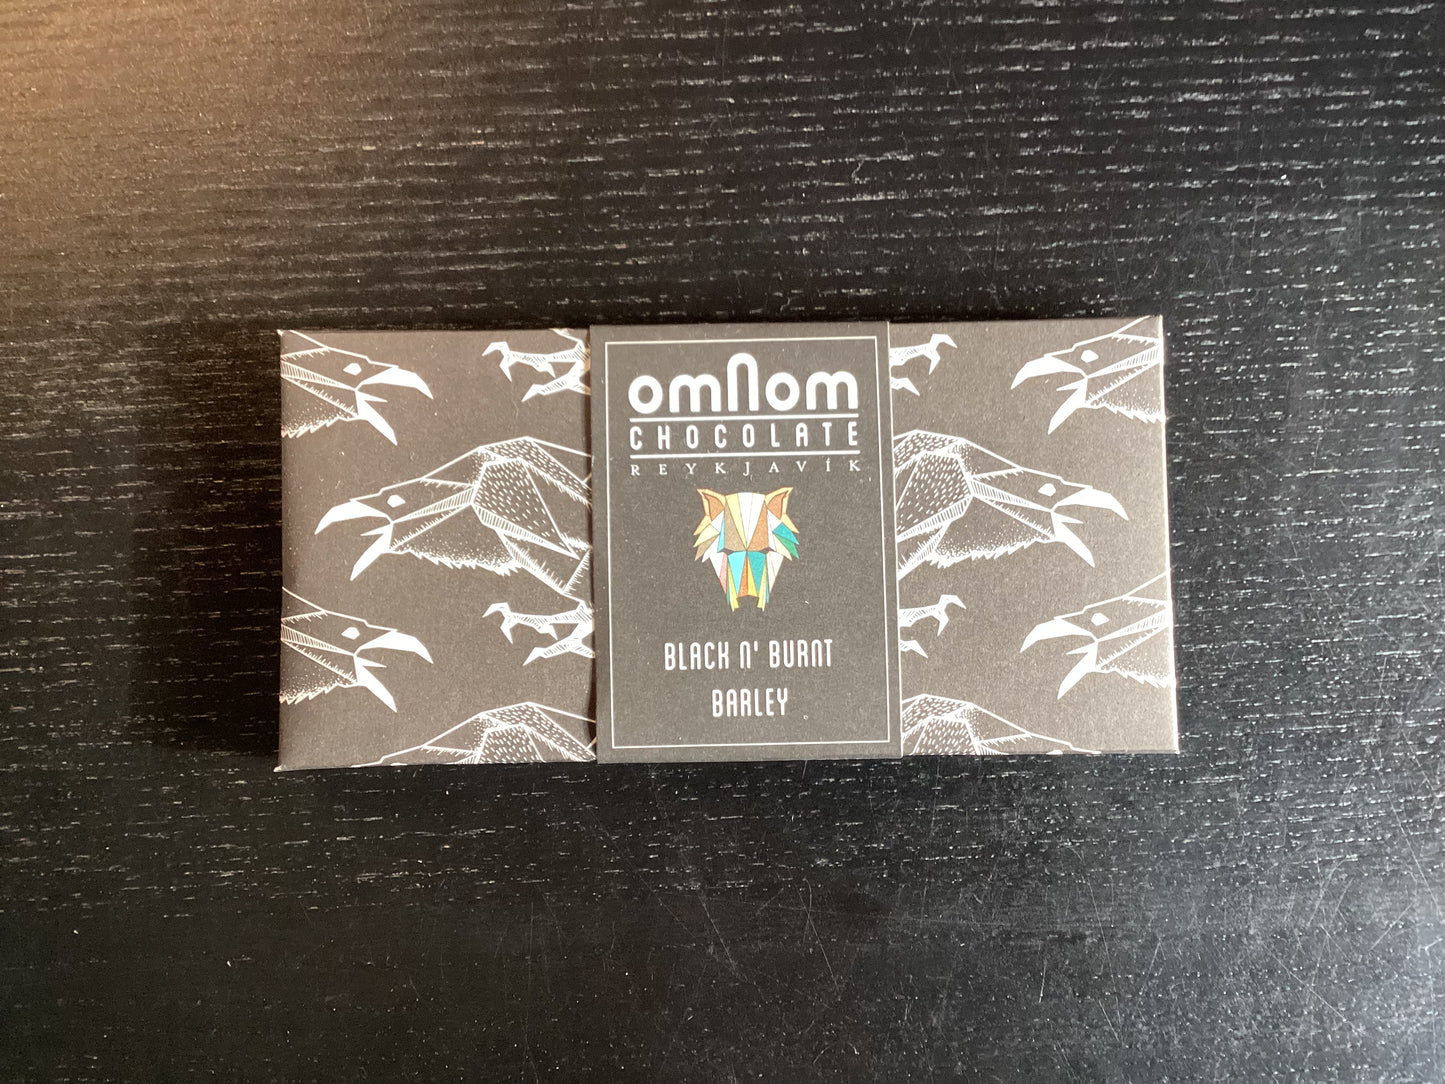 omnom
CHOCOLATE
REYKJAVÍK
BLACK N' BURNT
BARLEY